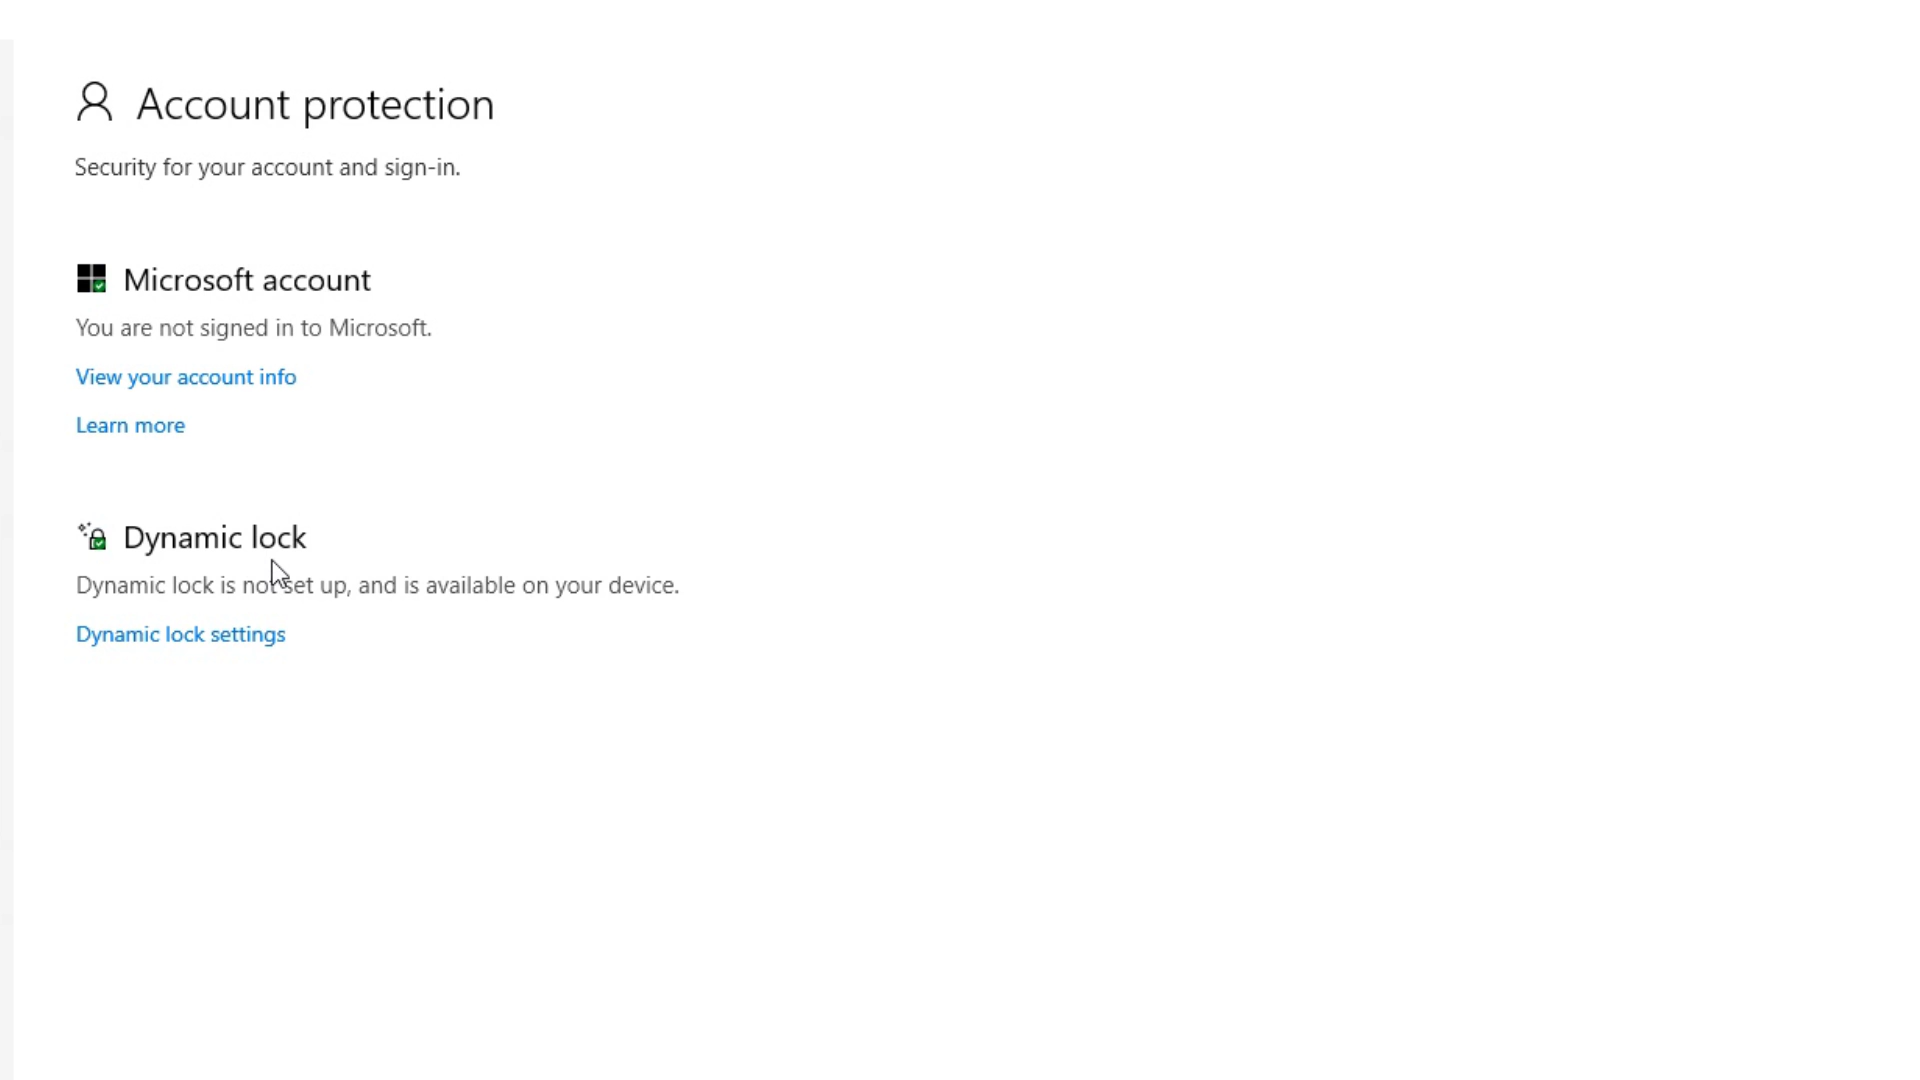 Account protection
Security for your account and sign-in.
Microsoft account
You are not signed in to Microsoft.
View your account info
Learn more
Dynamic lock
Dynamic lock is not set up, and is available on your device.
Dynamic lock settings